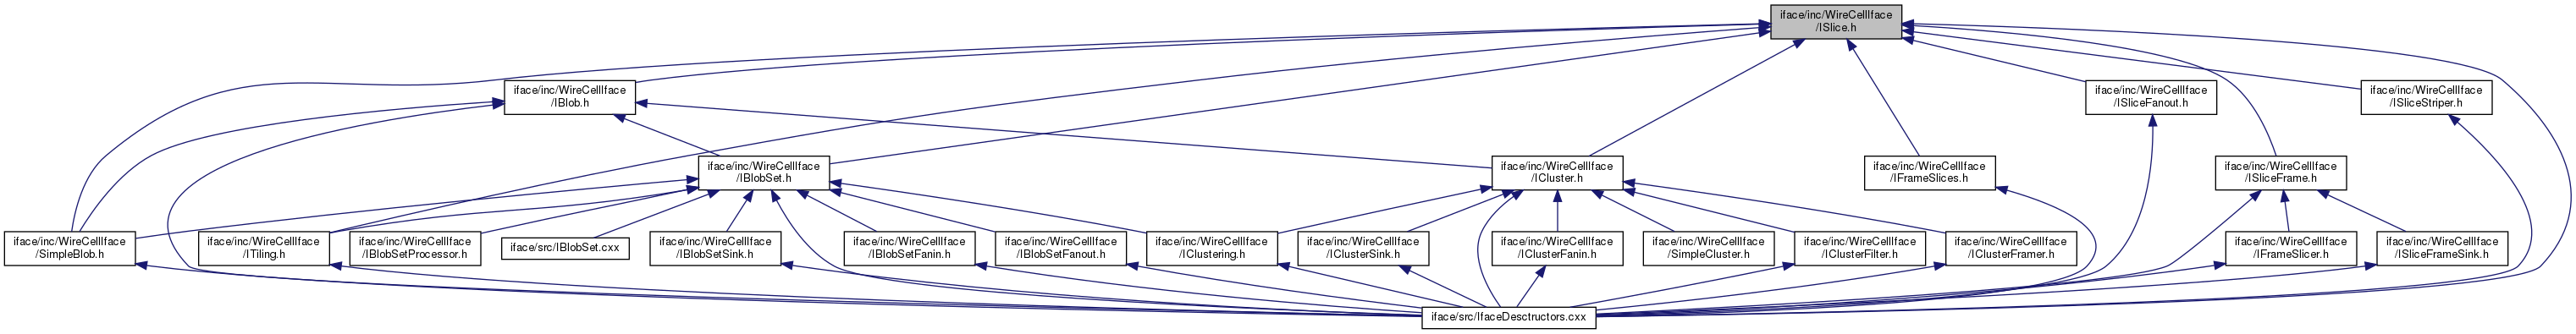 iface/inc/WireCellIface
/ISlice.h
iface/inc/WireCellIface
/IBlob.h
iface/inc/WireCellIface
/ISliceFanout.h
iface/inc/WireCellIface
/ISliceStriper.h
iface/inc/WireCellIface
/IBlobSet.h
iface/inc/WireCellIface
/ICluster.h
iface/inc/WireCellIface
/IFrameSlices.h
iface/inc/WireCellIface
/ISliceFrame.h
iface/inc/WireCellIface
/SimpleBlob.h
iface/inc/WireCellIface
/ITiling.h
iface/inc/WireCellIface
/IBlobSetProcessor.h
iface/src/IBlobSet.cxx
iface/inc/WireCellIface
/IBlobSetSink.h
iface/inc/WireCellIface
/IBlobSetFanin.h
iface/inc/WireCellIface
/IBlobSetFanout.h
iface/inc/WireCellIface
/IClustering.h
iface/inc/WireCellIface
/IClusterSink.h
iface/inc/WireCellIface
/IClusterFanin.h
iface/inc/WireCellIface
/SimpleCluster.h
iface/inc/WireCellIface
/IClusterFilter.h
iface/inc/WireCellIface
/IClusterFramer.h
iface/inc/WireCellIface
/IFrameSlicer.h
iface/inc/WireCellIface
/ISliceFrameSink.h
iface/src/IfaceDesctructors.cxx